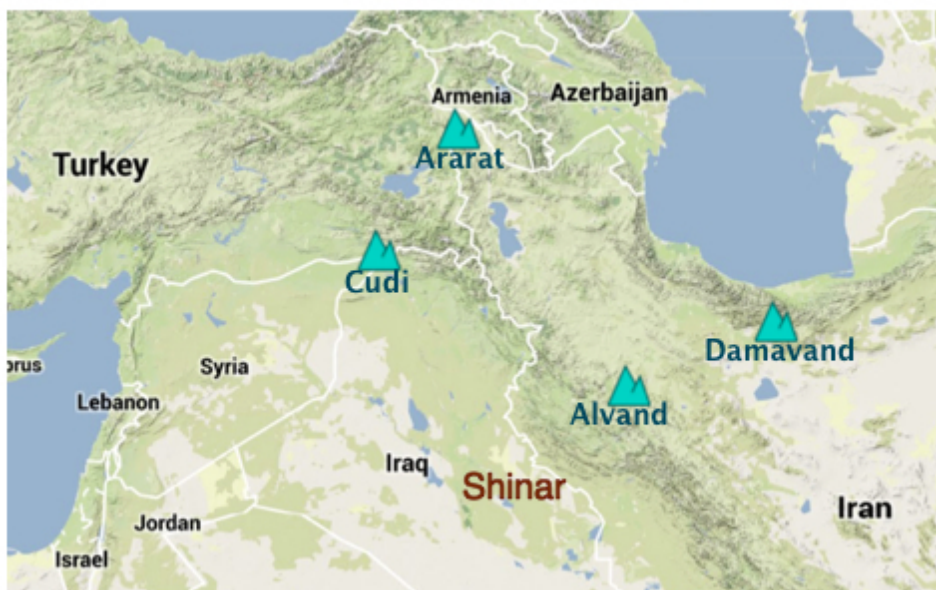 Armenia
Azerbaijan
Ararat
Turkey
Cudi
Damavand
prus
Syria
Lebanon
Alvand
Iraq
Shinar
Iran
Jordan
Israel